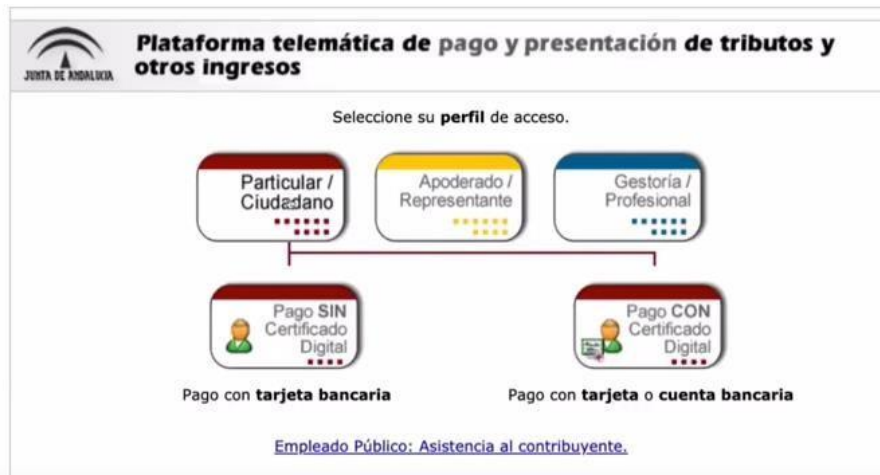 Plataforma telemática de pago y presentación de tributos y
otros ingresos
JUNTA DE ANDALUCIA
Seleccione su perfil de acceso.
Particular /
Ciudadano
Apoderado /
Representante
Gestoría /
Profesional
Pago SIN
Certificado
Digital
Pago CON
Certificado
Digital
Pago con tarjeta bancaria
Pago con tarjeta o cuenta bancaria
Empleado Público: Asistencia al contribuyente.